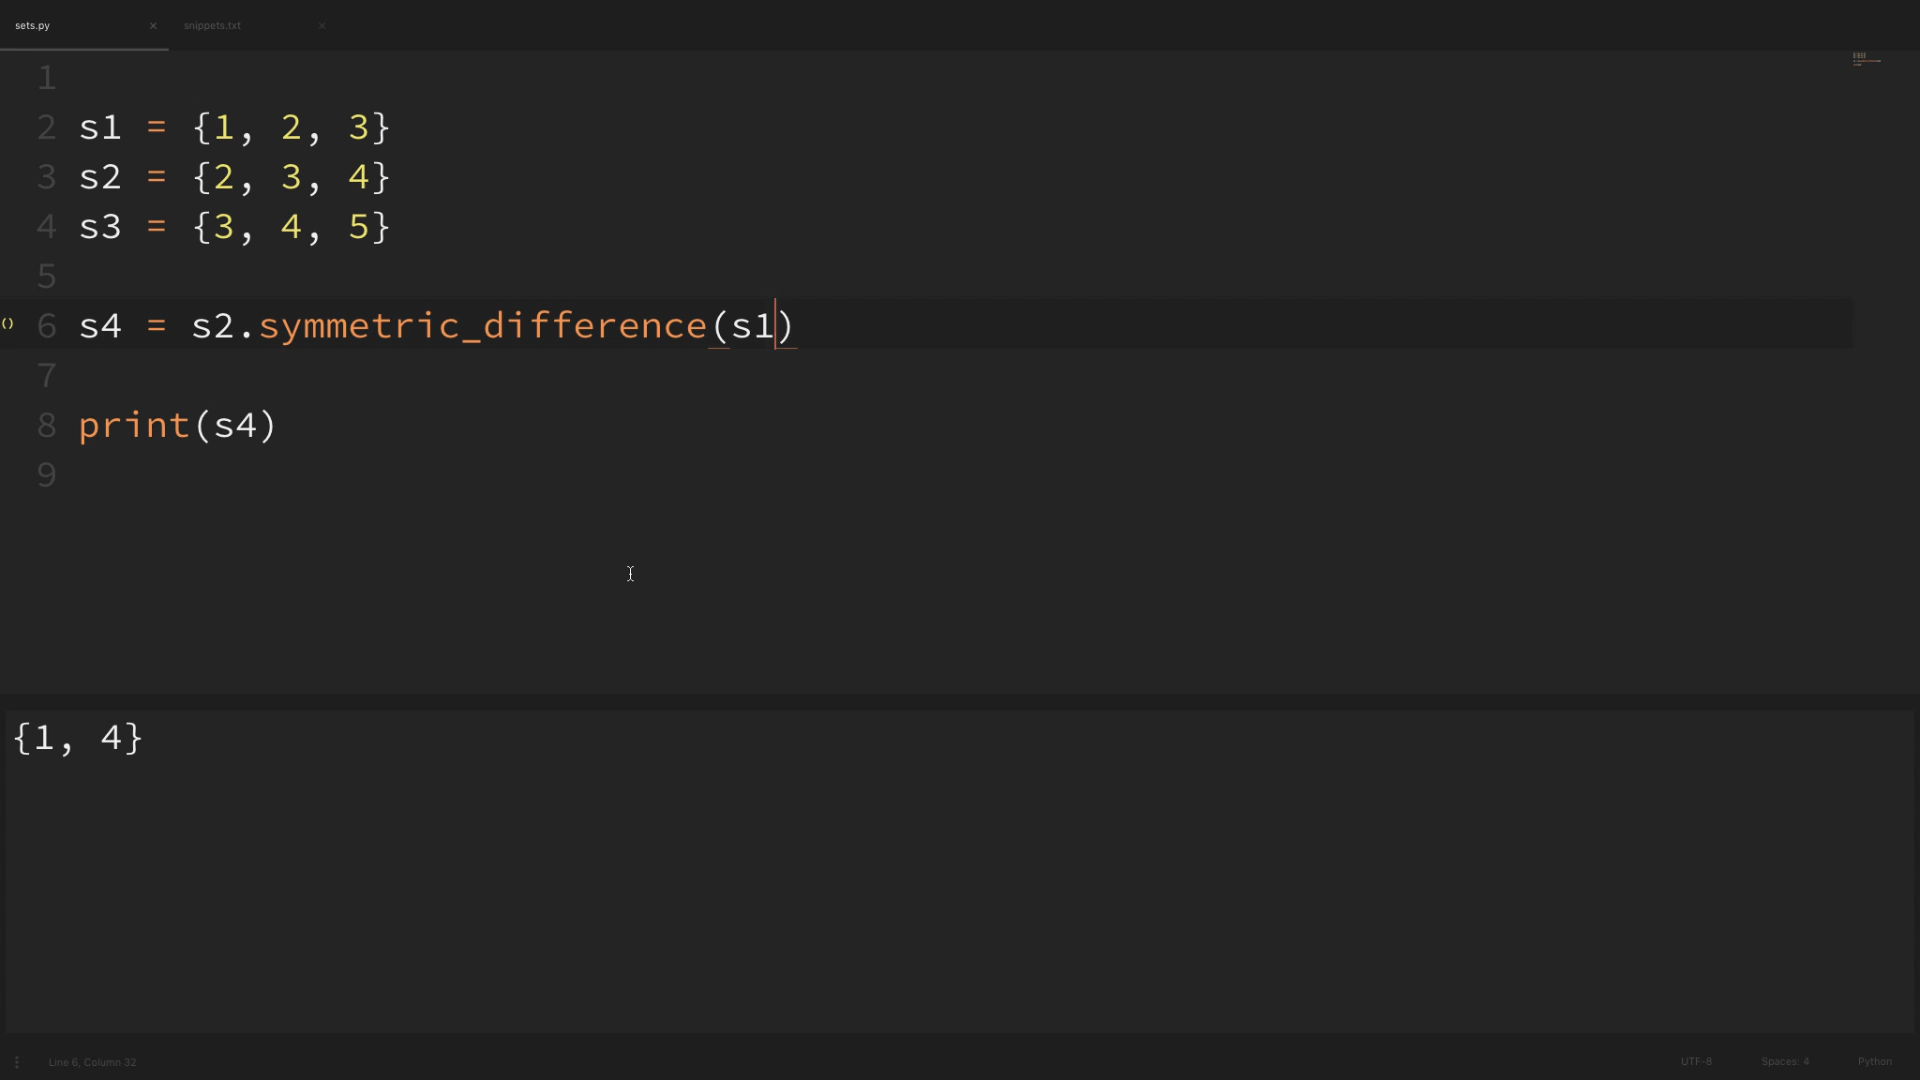 sets.py × snippets.txt ×
1
2 s1 = {1, 2, 3}
3 s2 = {2, 3, 4}
4 s3 = {3, 4, 5}
5
() 6 s4 = s2.symmetric_difference(s1)
7
8 print(s4)
9
{1, 4}
Line 6, Column 32 UTF-8 Spaces: 4 Python